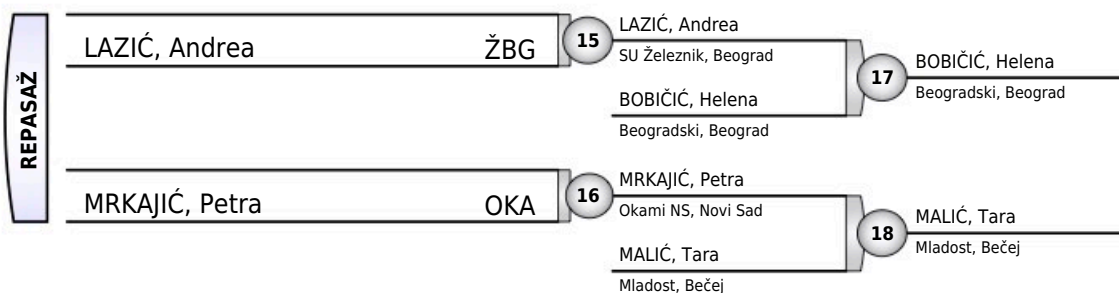 REPASAŽ
LAZIĆ, Andrea ŽBG
15
LAZIĆ, Andrea
SU Železnik, Beograd
BOBIČIĆ, Helena
Beogradski, Beograd
17
BOBIČIĆ, Helena
Beogradski, Beograd
MRKAJIĆ, Petra OKA
16
MRKAJIĆ, Petra
Okami NS, Novi Sad
MALIĆ, Tara
Mladost, Bečej
18
MALIĆ, Tara
Mladost, Bečej